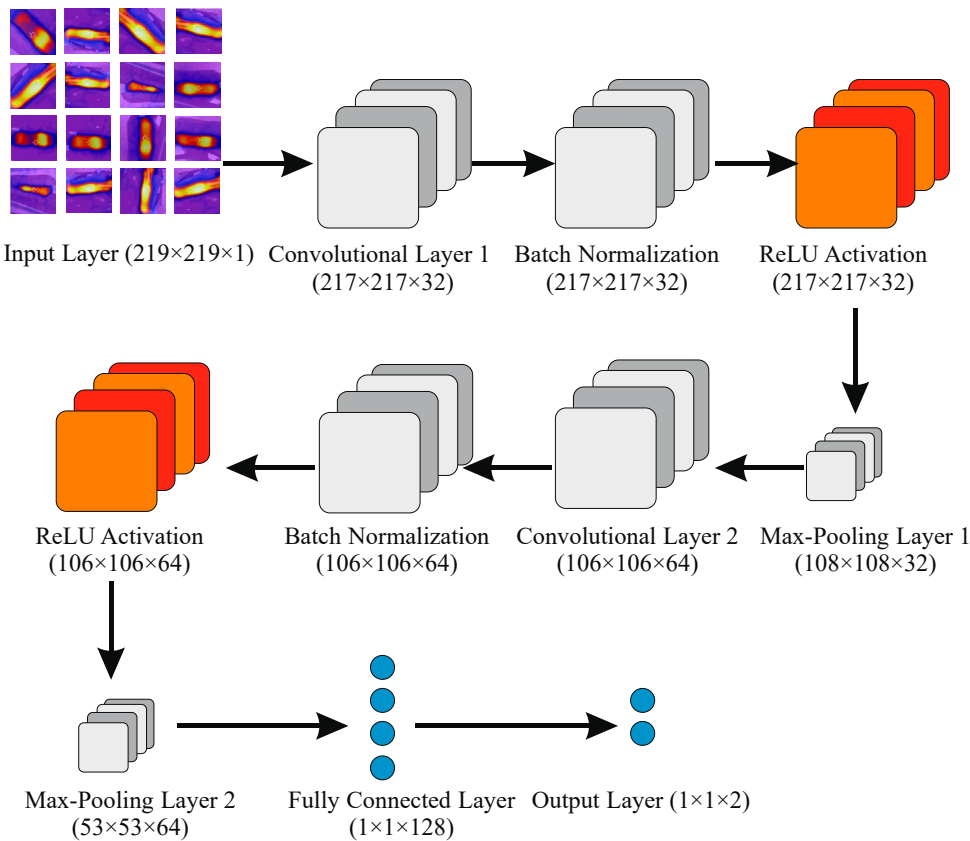 Input Layer (219×219×1)
Convolutional Layer 1
(217×217×32)
Batch Normalization
(217×217×32)
ReLU Activation
(217×217×32)
Max-Pooling Layer 1
(108×108×32)
Convolutional Layer 2
(106×106×64)
Batch Normalization
(106×106×64)
ReLU Activation
(106×106×64)
Max-Pooling Layer 2
(53×53×64)
Fully Connected Layer
(1×1×128)
Output Layer (1×1×2)